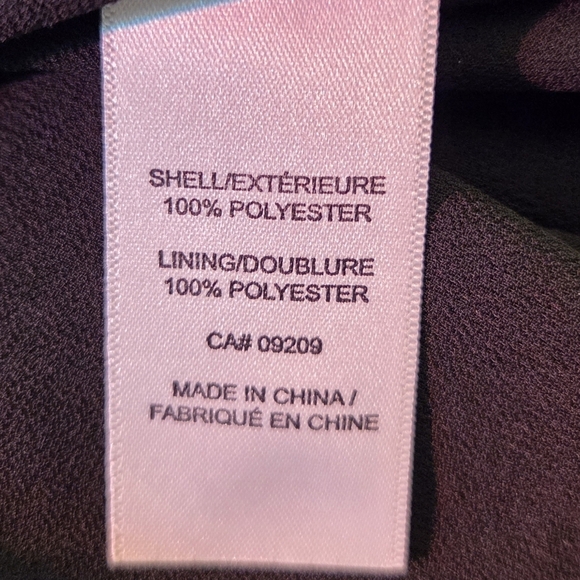 SHELL/EXTÉRIEURE
100% POLYESTER
LINING/DOUBLURE
100% POLYESTER
CA# 09209
MADE IN CHINA /
FABRIQUÉ EN CHINE